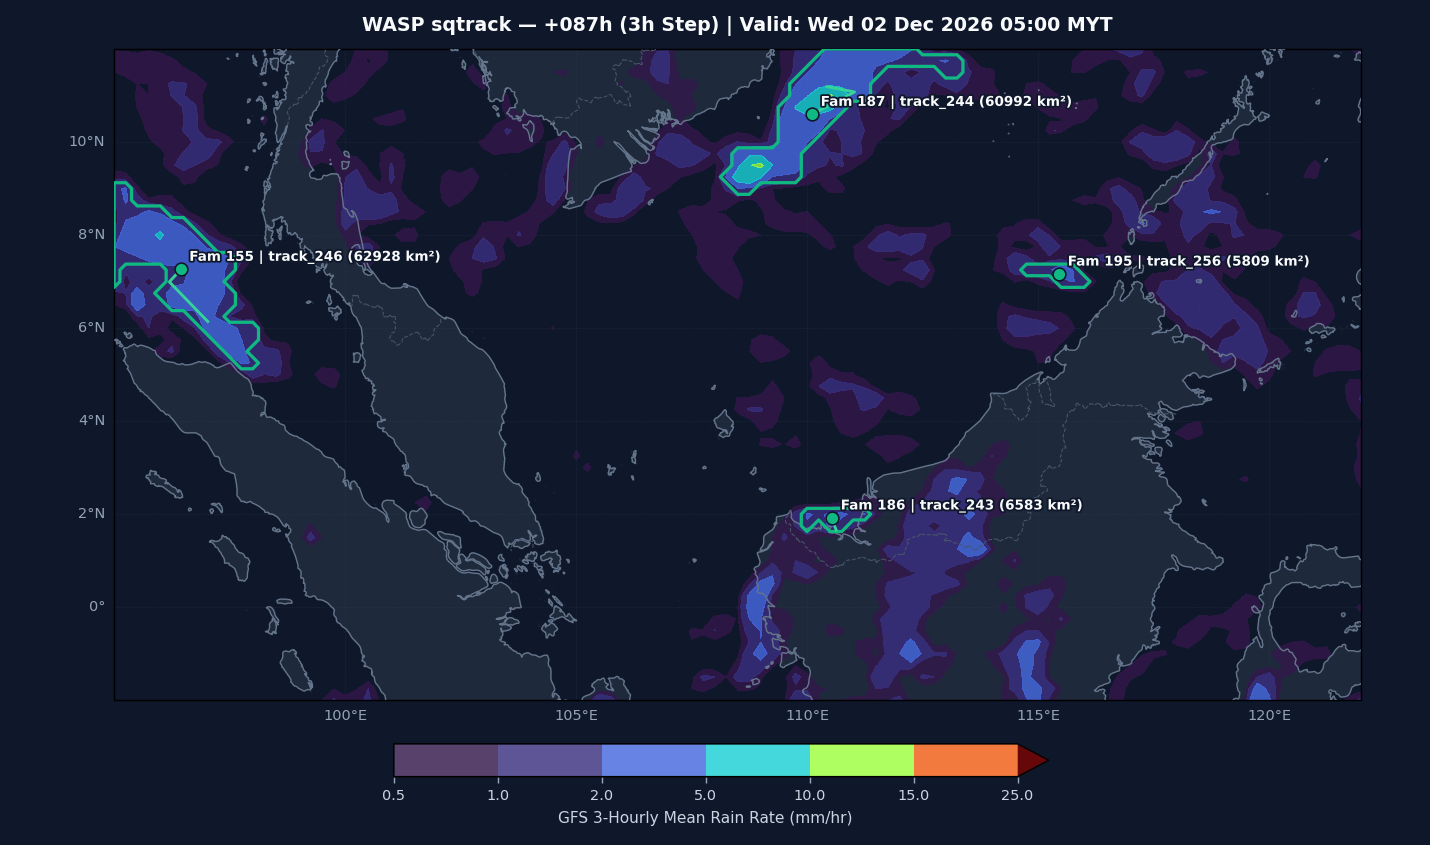 WASP sqtrack — +087h (3h Step) | Valid: Wed 02 Dec 2026 05:00 MYT
Fam 187 | track_244 (60992 km²)
Fam 155 | track_246 (62928 km²)
Fam 195 | track_256 (5809 km²)
Fam 186 | track_243 (6583 km²)
10°N
8°N
6°N
4°N
2°N
0°
100°E 105°E 110°E 115°E 120°E
0.5 1.0 2.0 5.0 10.0 15.0 25.0
GFS 3-Hourly Mean Rain Rate (mm/hr)